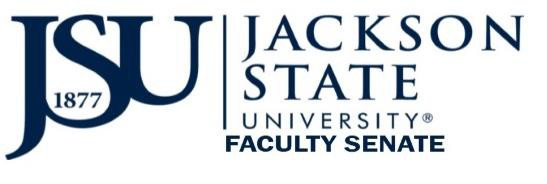 JSU
1877
JACKSON
STATE
UNIVERSITY®
FACULTY SENATE